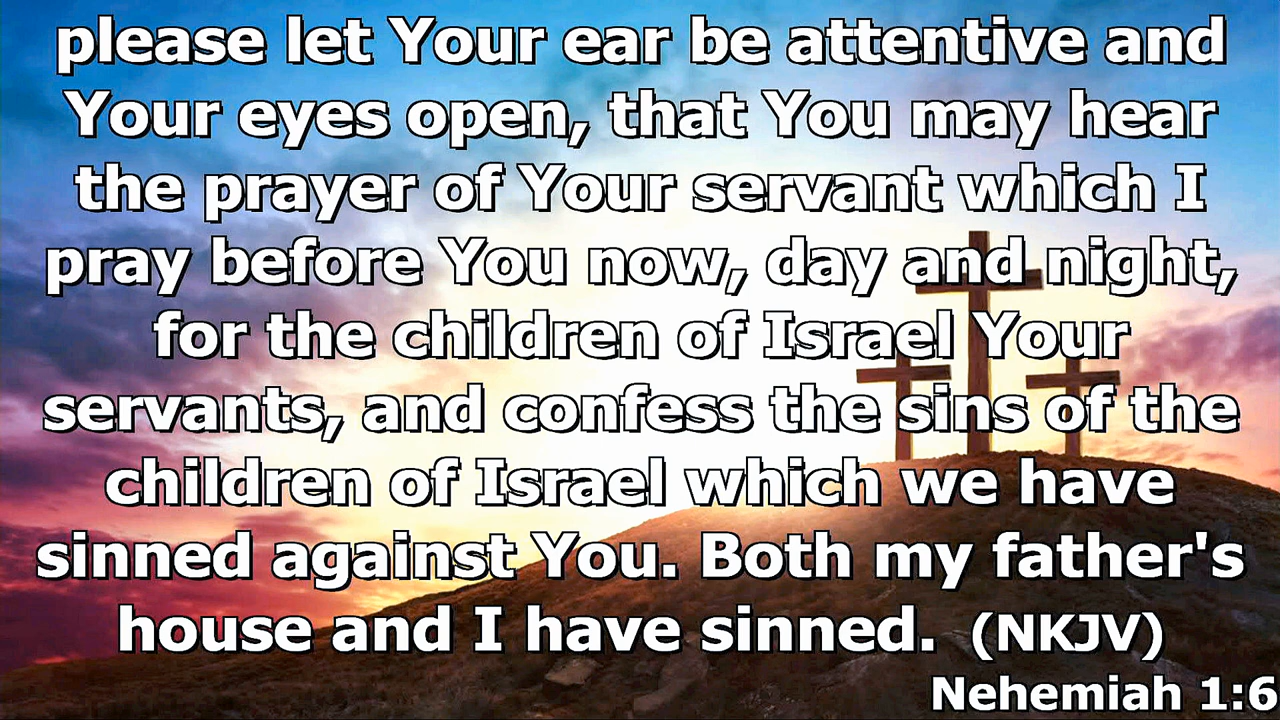 please let Your ear be attentive and
Your eyes open, that You may hear
the prayer of Your servant which I
pray before You now, day and night,
for the children of Israel Your
servants, and confess the sins of the
children of Israel which we have
sinned against You. Both my father's
house and I have sinned. (NKJV)
Nehemiah 1:6